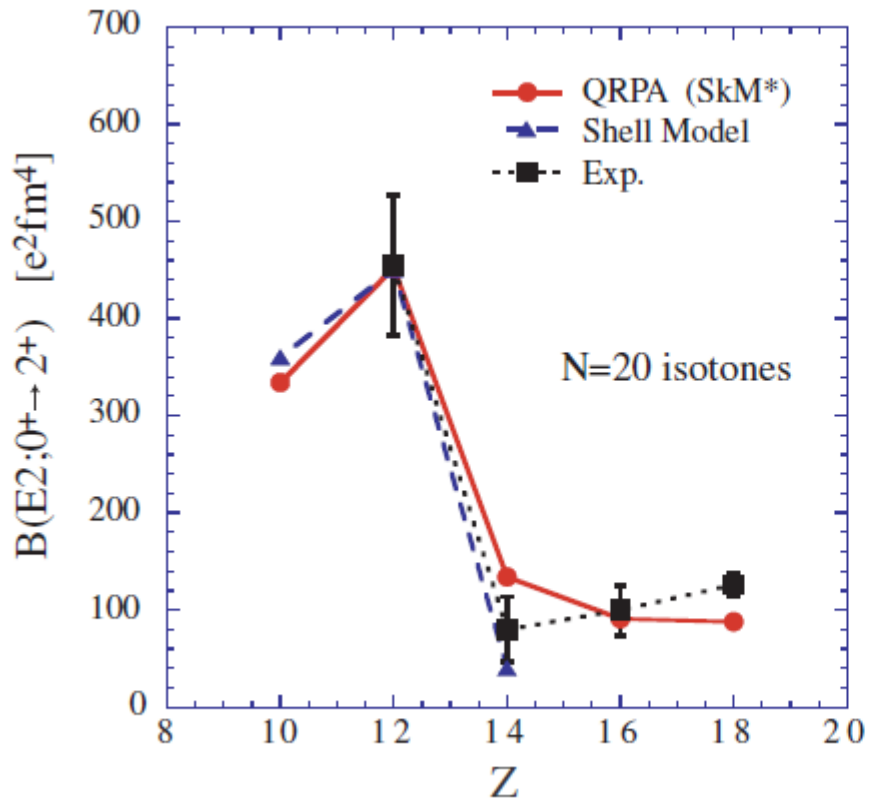 700
600
500
400
300
200
100
0
B(E2;0⁺→2⁺) [e²fm⁴]
QRPA (SkM*)
Shell Model
Exp.
N=20 isotones
8 10 12 14 16 18 20
Z